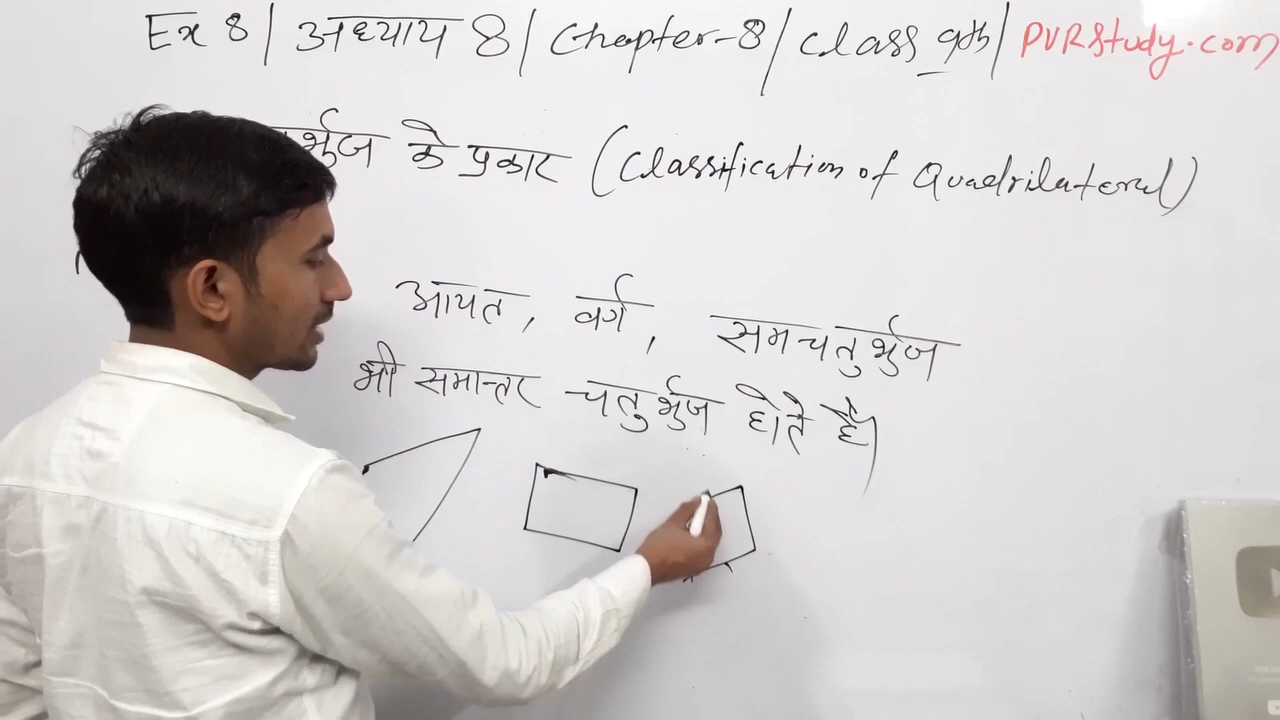 Ex 8 | अध्याय 8 | Chapter-8 | Class 9th | PVRStudy.com
के प्रकार (Classification of Quadrilateral)
आयत, वर्ग, समचतुर्भुज
भी समान्तर चतुर्भुज होते है।